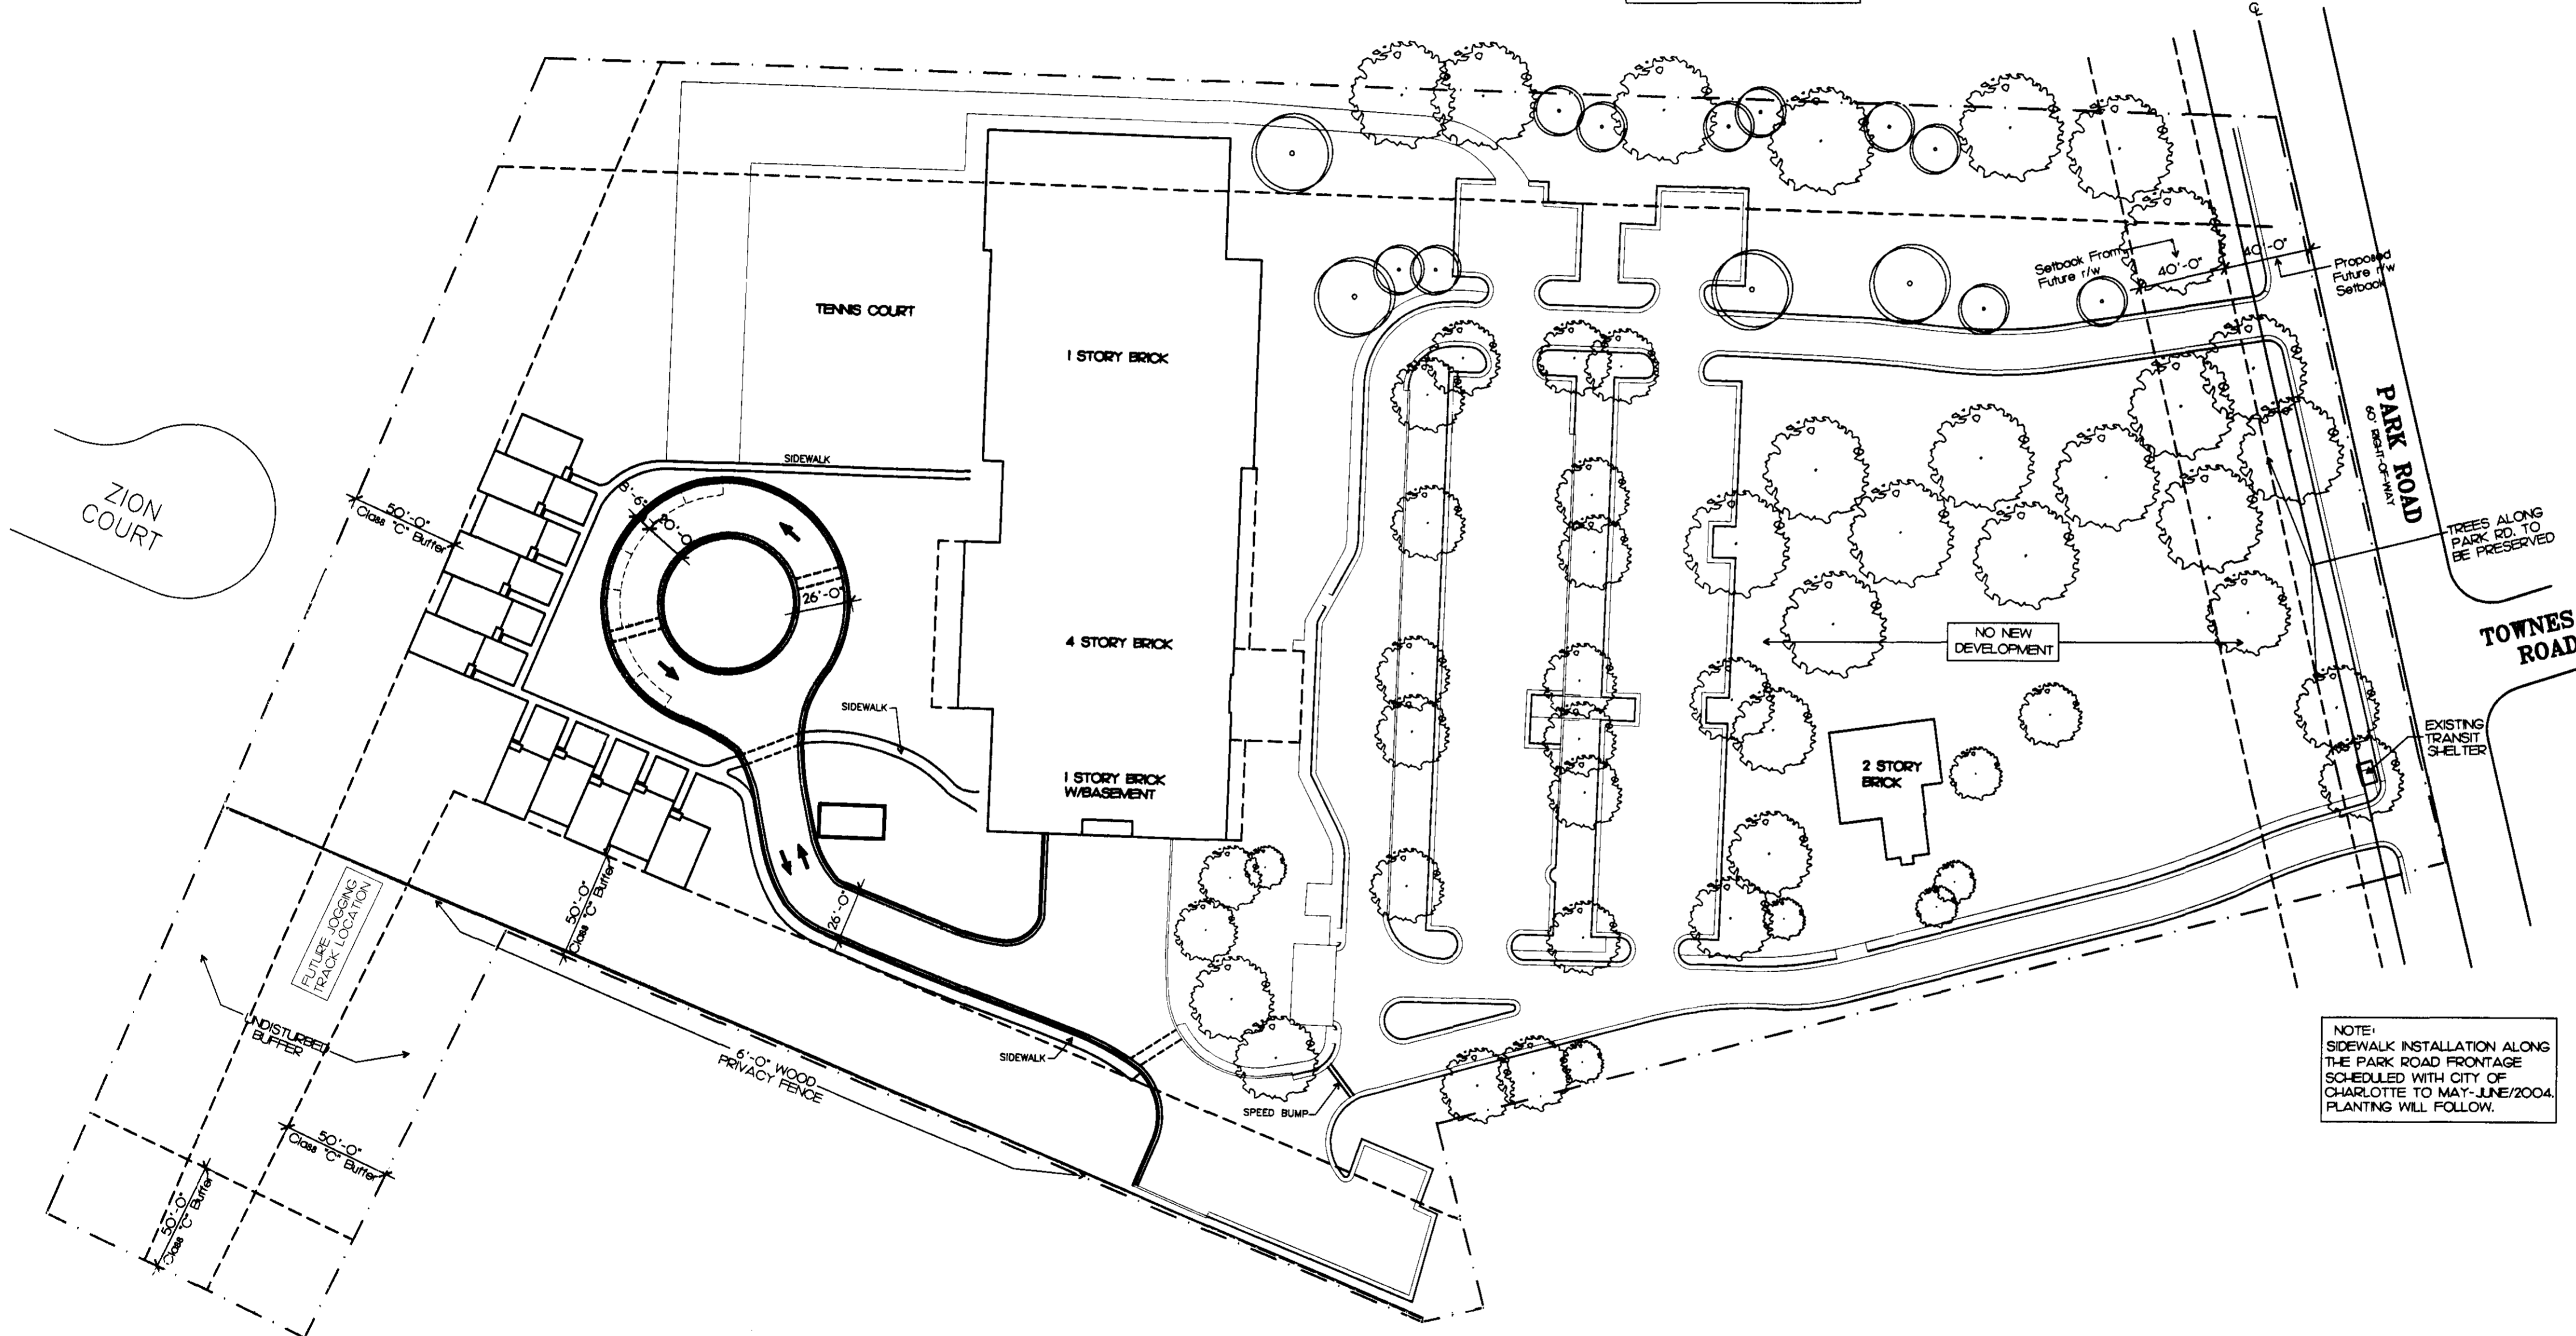 ℄
Setback From
Future r/w
40'-0"
40'-0"
Proposed
Future r/w
Setback
TENNIS COURT
1 STORY BRICK
PARK ROAD
60' RIGHT-OF-WAY
SIDEWALK
ZION
COURT
50'-0"
Class "C" Buffer
8'-6"
20'-0"
26'-0"
TREES ALONG
PARK RD. TO
BE PRESERVED
4 STORY BRICK
NO NEW
DEVELOPMENT
TOWNES
ROAD
SIDEWALK
EXISTING
TRANSIT
SHELTER
1 STORY BRICK
W/BASEMENT
2 STORY
BRICK
50'-0"
Class "C" Buffer
26'-0"
FUTURE JOGGING
TRACK LOCATION
UNDISTURBED
BUFFER
6'-0" WOOD
PRIVACY FENCE
SIDEWALK
SPEED BUMP
50'-0"
Class "C" Buffer
50'-0"
Class "C" Buffer
NOTE:
SIDEWALK INSTALLATION ALONG
THE PARK ROAD FRONTAGE
SCHEDULED WITH CITY OF
CHARLOTTE TO MAY-JUNE/2004.
PLANTING WILL FOLLOW.